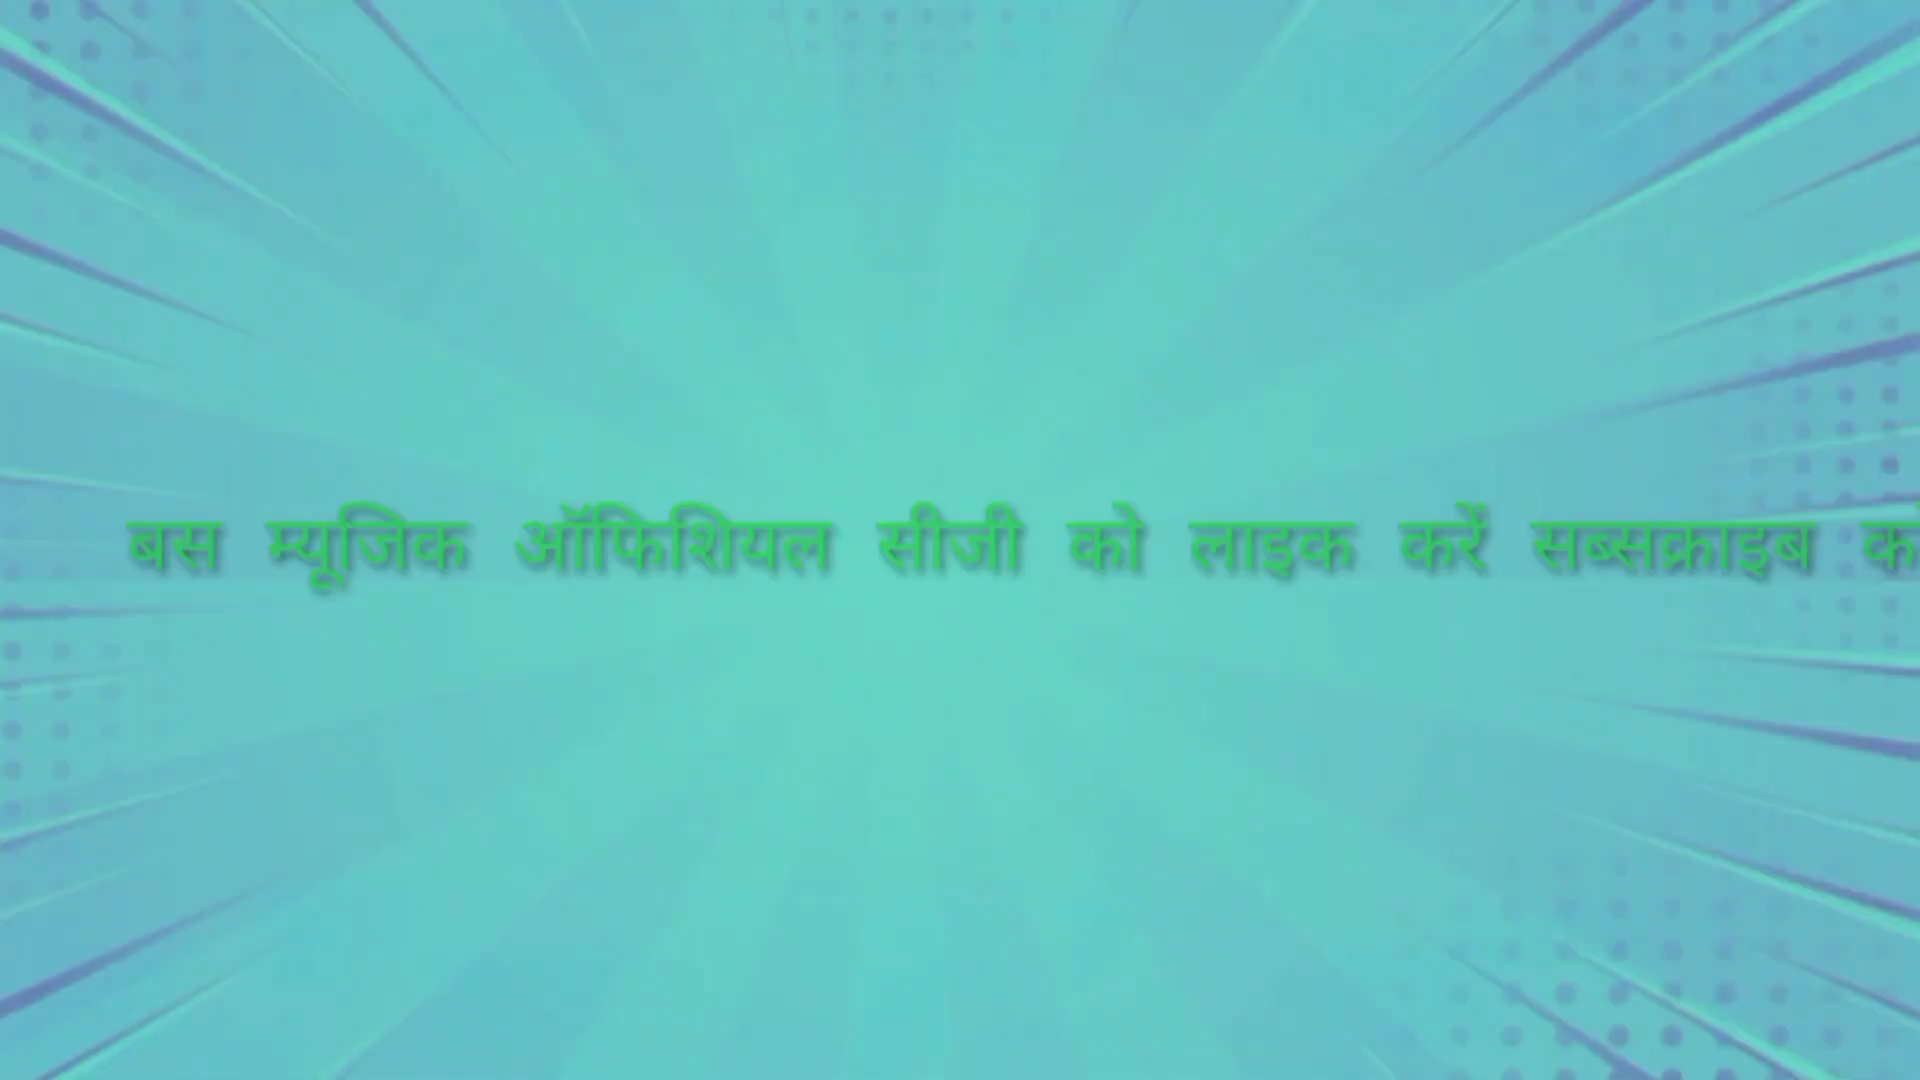 बस म्यूजिक ऑफिशियल सीजी को लाइक करें सब्सक्राइब